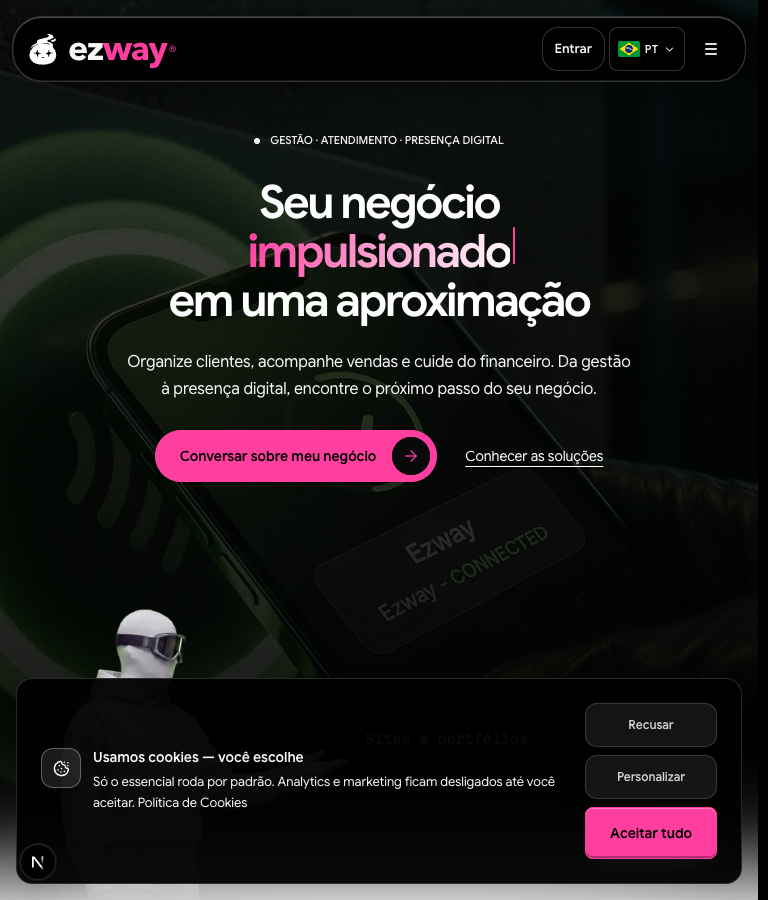 ezway®
Entrar
PT
GESTÃO · ATENDIMENTO · PRESENÇA DIGITAL
Seu negócio
impulsionado
em uma aproximação
Organize clientes, acompanhe vendas e cuide do financeiro. Da gestão
à presença digital, encontre o próximo passo do seu negócio.
Conversar sobre meu negócio
Conhecer as soluções
Ezway
Ezway - CONNECTED
Sites e portfólios
Recusar
Usamos cookies — você escolhe
Só o essencial roda por padrão. Analytics e marketing ficam desligados até você
aceitar. Política de Cookies
Personalizar
Aceitar tudo
N